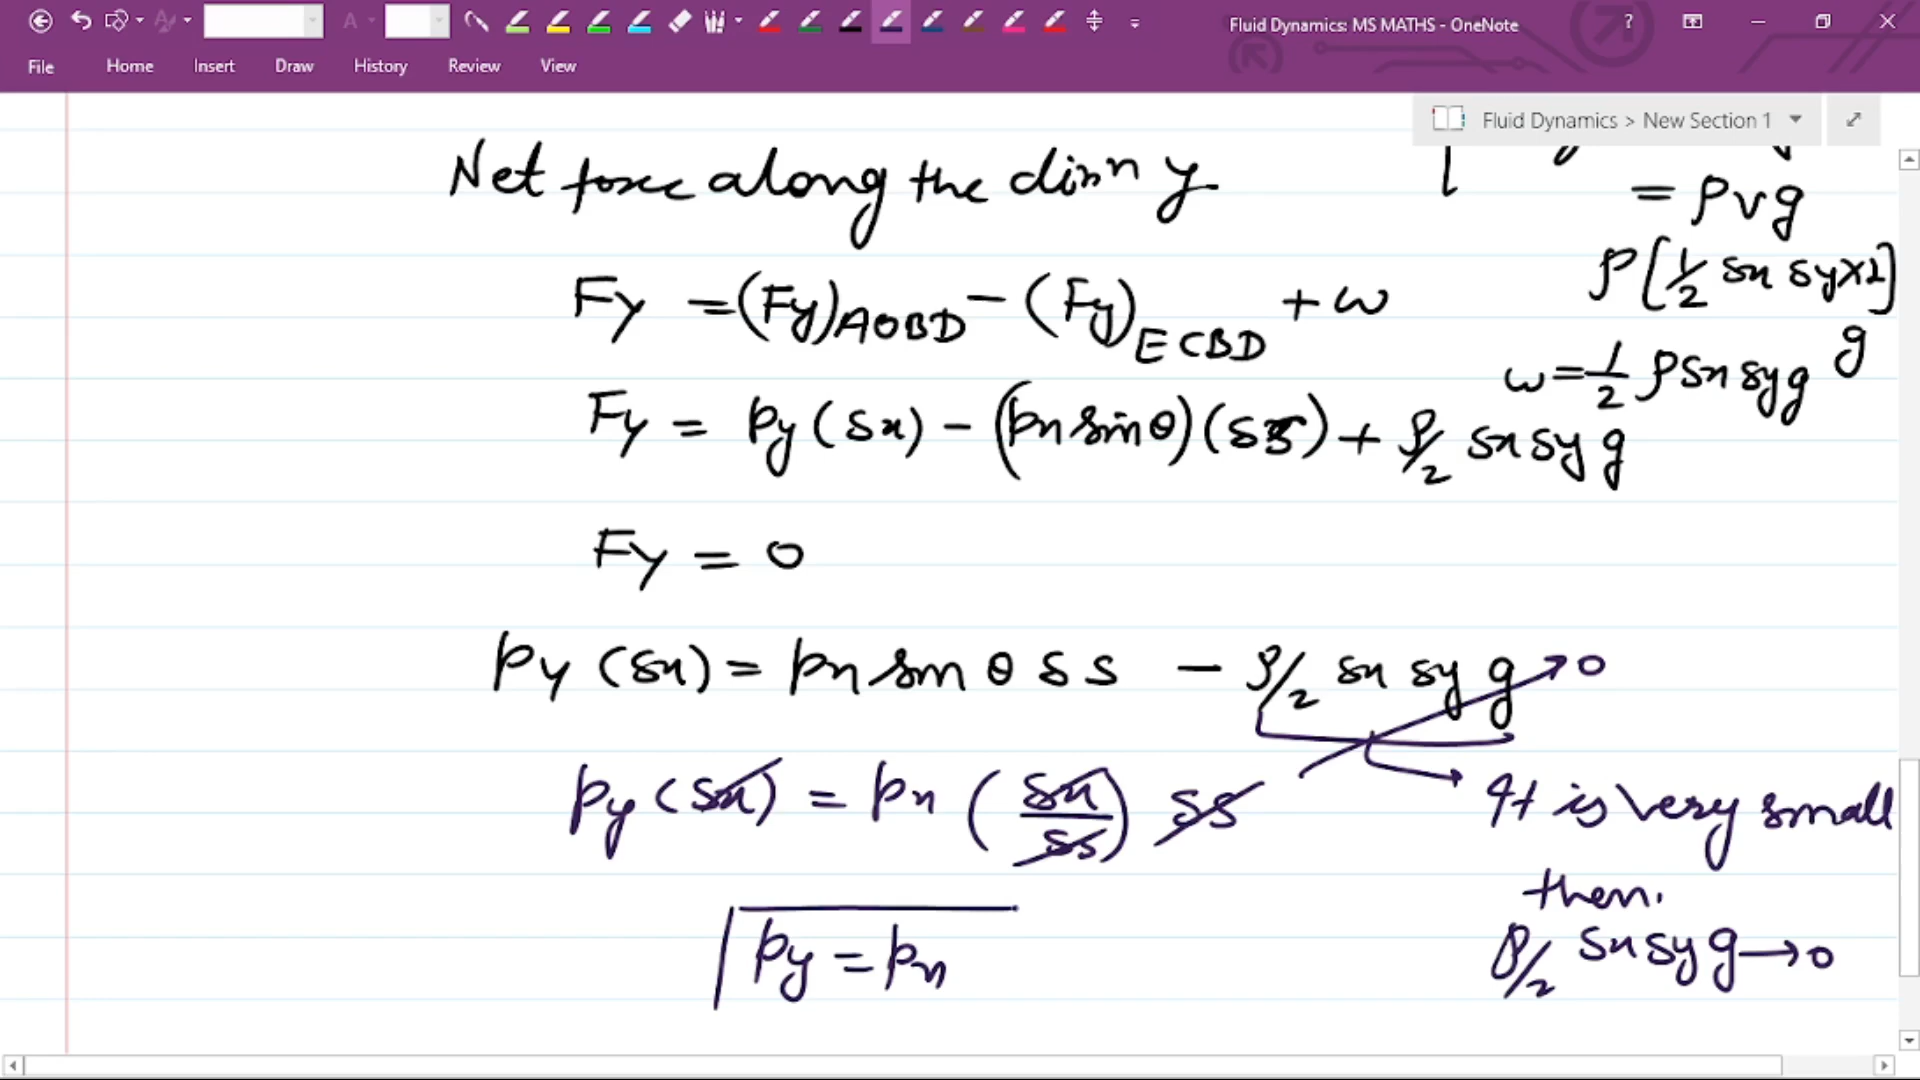 Fluid Dynamics: MS MATHS - OneNote
File Home Insert Draw History Review View
Fluid Dynamics > New Section 1
Net force along the dirn y
= ρvg
ρ[1/2 δx δy×1] g
Fy = (Fy)AOBD - (Fy)ECBD + w
w = 1/2 ρδx δy g
Fy = py (δx) - (pn sin θ) (δs) + ρ/2 δx δy g
Fy = 0
py (δx) = pn sin θ δs - ρ/2 δx δy g → 0
py (δx) = pn (δx/δs) δs
It is very small
then.
ρ/2 δx δy g → 0
py = pn